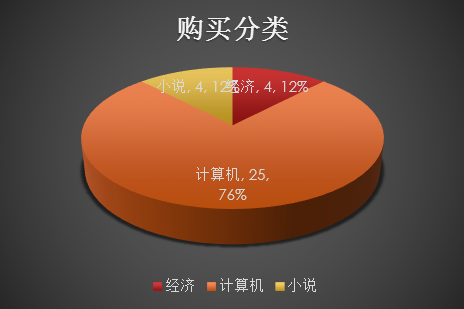 购买分类
小说, 4, 12%
经济, 4, 12%
计算机, 25,
76%
经济 计算机 小说